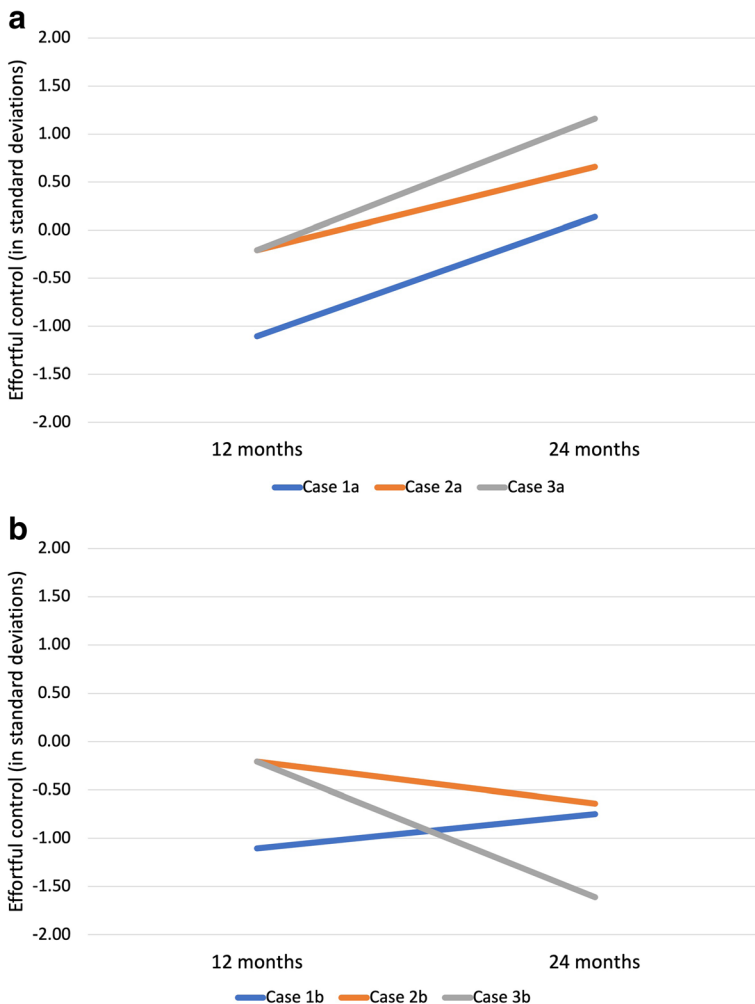 a
Effortful control (in standard deviations)
2.00
1.50
1.00
0.50
0.00
-0.50
-1.00
-1.50
-2.00
12 months 24 months
Case 1a Case 2a Case 3a
b
Effortful control (in standard deviations)
2.00
1.50
1.00
0.50
0.00
-0.50
-1.00
-1.50
-2.00
12 months 24 months
Case 1b Case 2b Case 3b